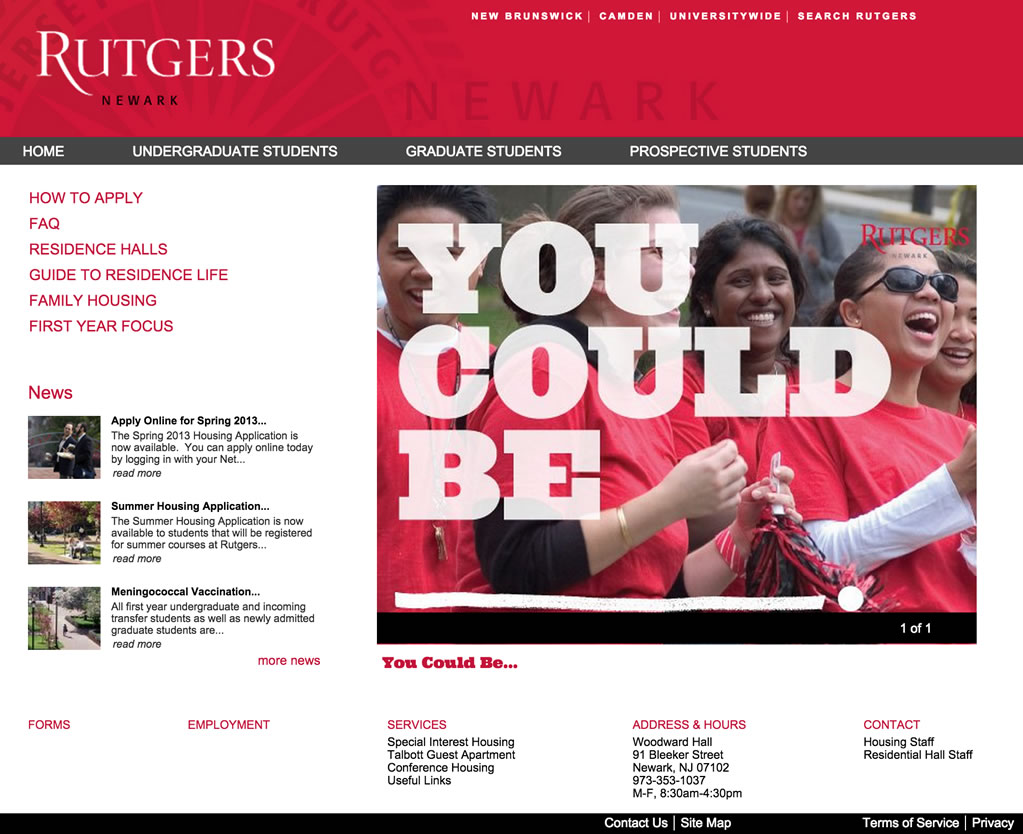 NEW BRUNSWICK | CAMDEN | UNIVERSITYWIDE | SEARCH RUTGERS
RUTGERS
NEWARK
NEWARK
HOME UNDERGRADUATE STUDENTS GRADUATE STUDENTS PROSPECTIVE STUDENTS
HOW TO APPLY
FAQ
RESIDENCE HALLS
GUIDE TO RESIDENCE LIFE
FAMILY HOUSING
FIRST YEAR FOCUS
News
Apply Online for Spring 2013...
The Spring 2013 Housing Application is
now available. You can apply online today
by logging in with your Net...
read more
Summer Housing Application...
The Summer Housing Application is now
available to students that will be registered
for summer courses at Rutgers...
read more
Meningococcal Vaccination...
All first year undergraduate and incoming
transfer students as well as newly admitted
graduate students are...
read more
more news
RUTGERS
NEWARK
YOU
COULD
BE
1 of 1
You Could Be...
FORMS
EMPLOYMENT
SERVICES
Special Interest Housing
Talbott Guest Apartment
Conference Housing
Useful Links
ADDRESS & HOURS
Woodward Hall
91 Bleeker Street
Newark, NJ 07102
973-353-1037
M-F, 8:30am-4:30pm
CONTACT
Housing Staff
Residential Hall Staff
Contact Us | Site Map
Terms of Service | Privacy